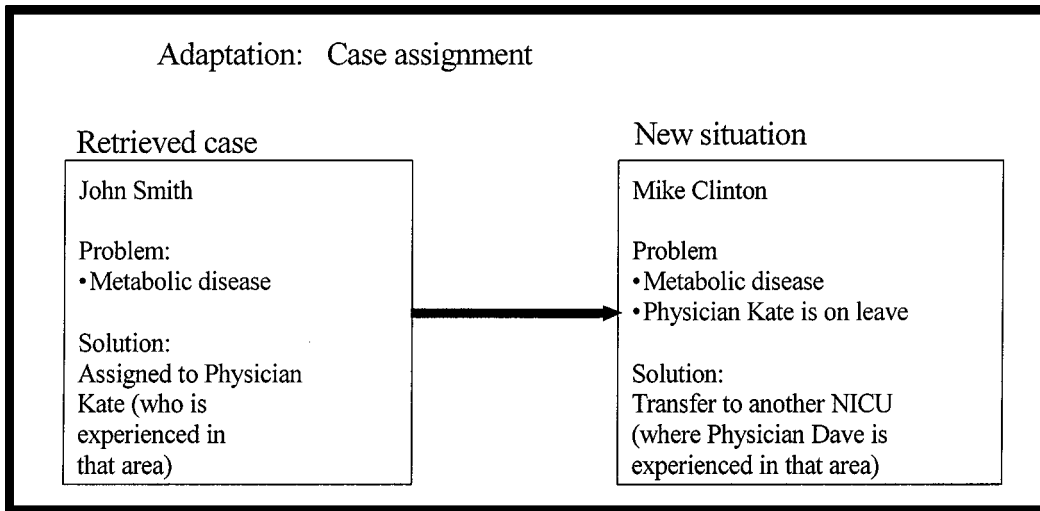 Adaptation: Case assignment
Retrieved case
John Smith
Problem:
•Metabolic disease
Solution:
Assigned to Physician
Kate (who is
experienced in
that area)
New situation
Mike Clinton
Problem
•Metabolic disease
•Physician Kate is on leave
Solution:
Transfer to another NICU
(where Physician Dave is
experienced in that area)